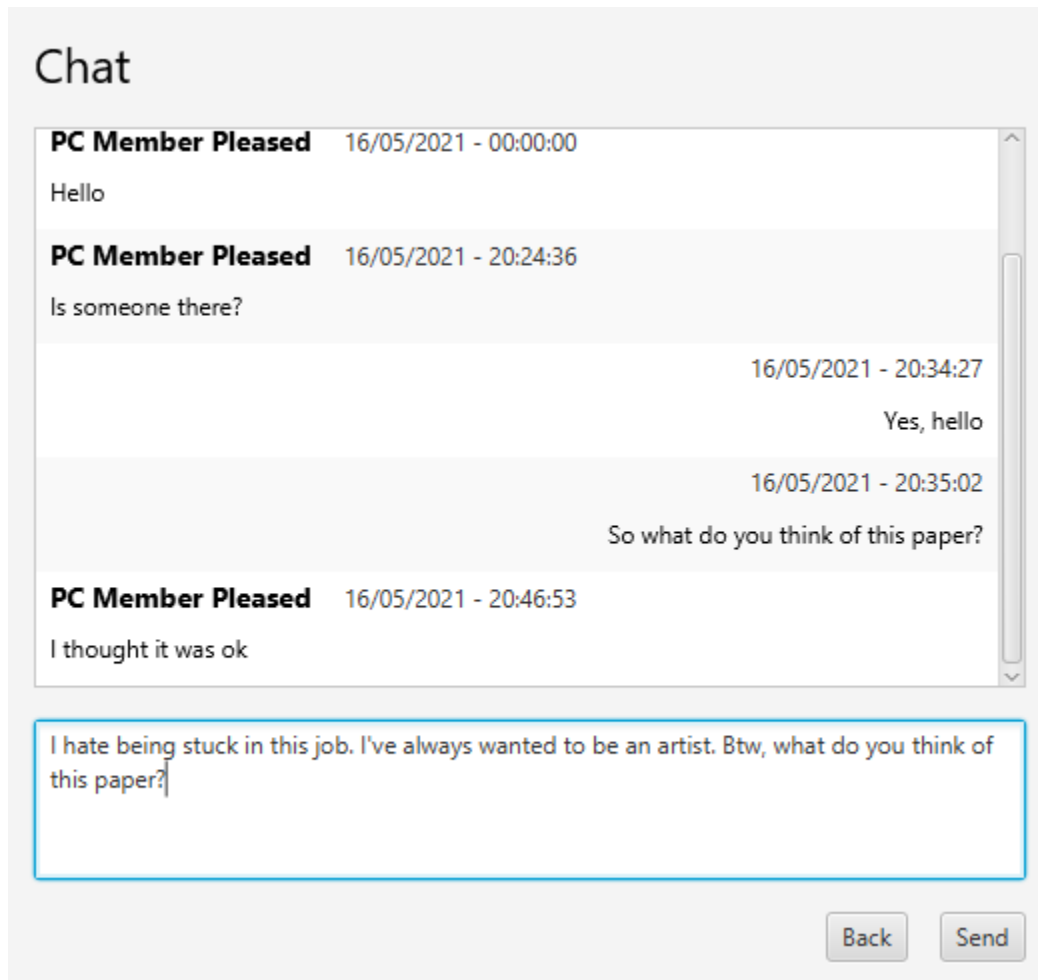 Chat
PC Member Pleased 16/05/2021 - 00:00:00
Hello
PC Member Pleased 16/05/2021 - 20:24:36
Is someone there?
16/05/2021 - 20:34:27
Yes, hello
16/05/2021 - 20:35:02
So what do you think of this paper?
PC Member Pleased 16/05/2021 - 20:46:53
I thought it was ok
I hate being stuck in this job. I've always wanted to be an artist. Btw, what do you think of
this paper?
Back Send